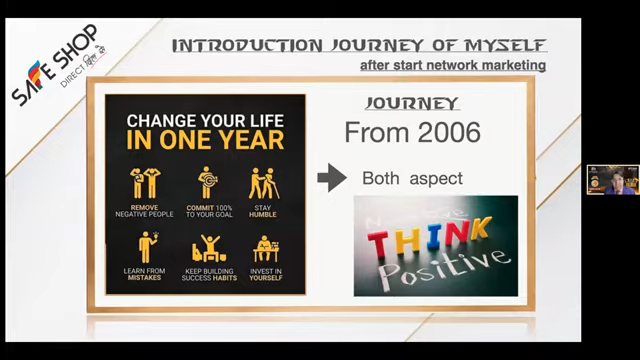 SAFE SHOP
DIRECT दिल से
INTRODUCTION JOURNEY OF MYSELF
after start network marketing
CHANGE YOUR LIFE
IN ONE YEAR
REMOVE
NEGATIVE PEOPLE
COMMIT 100%
TO YOUR GOAL
STAY
HUMBLE
LEARN FROM
MISTAKES
KEEP BUILDING
SUCCESS HABITS
INVEST IN
YOURSELF
JOURNEY
From 2006
Both aspect
THINK
Positive